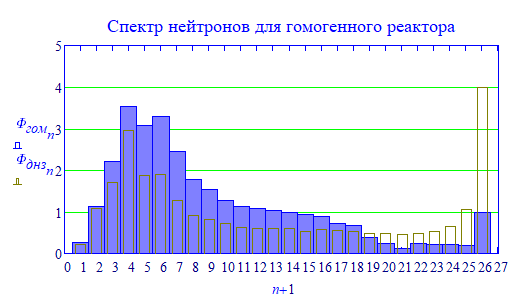 Спектр нейтронов для гомогенного реактора
5
4
3
2
1
0
Фгом n
Фднз n
0 1 2 3 4 5 6 7 8 9 10 11 12 13 14 15 16 17 18 19 20 21 22 23 24 25 26 27
n+1